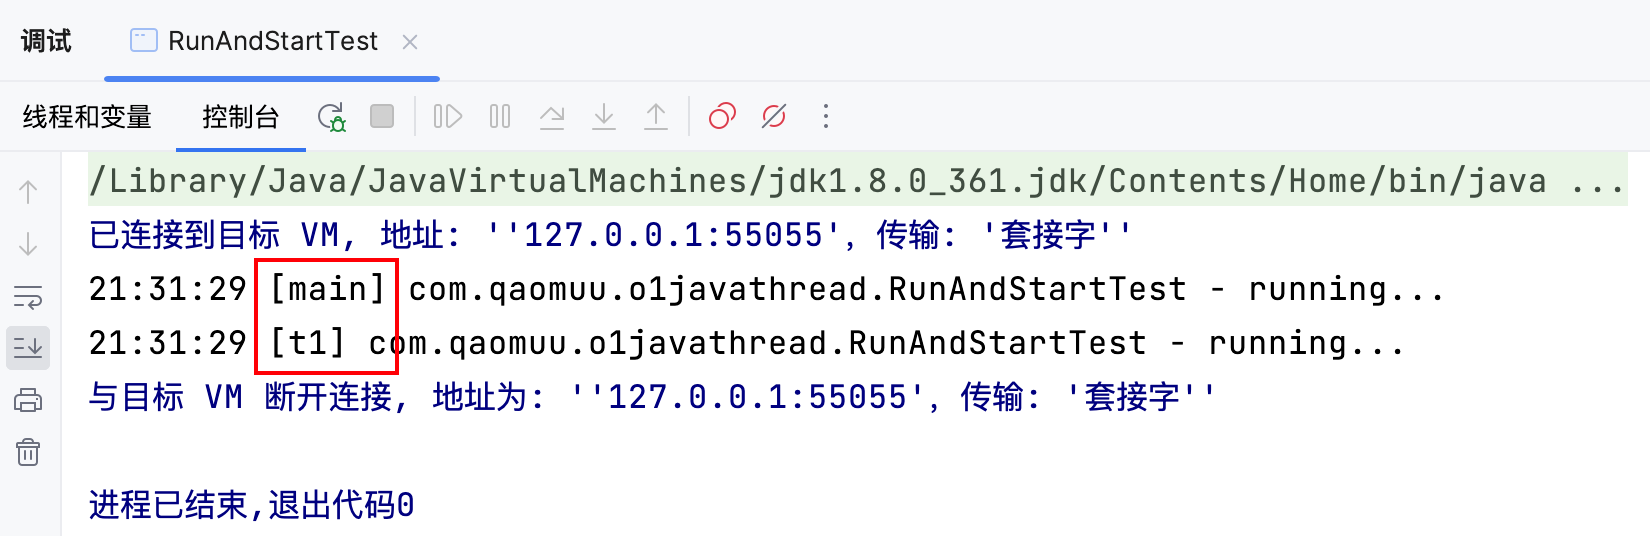 调试 RunAndStartTest
线程和变量 控制台
/Library/Java/JavaVirtualMachines/jdk1.8.0_361.jdk/Contents/Home/bin/java ...
已连接到目标 VM, 地址: ''127.0.0.1:55055', 传输: '套接字''
21:31:29 [main] com.qaomuu.o1javathread.RunAndStartTest - running...
21:31:29 [t1] com.qaomuu.o1javathread.RunAndStartTest - running...
与目标 VM 断开连接, 地址为: ''127.0.0.1:55055', 传输: '套接字''
进程已结束,退出代码0